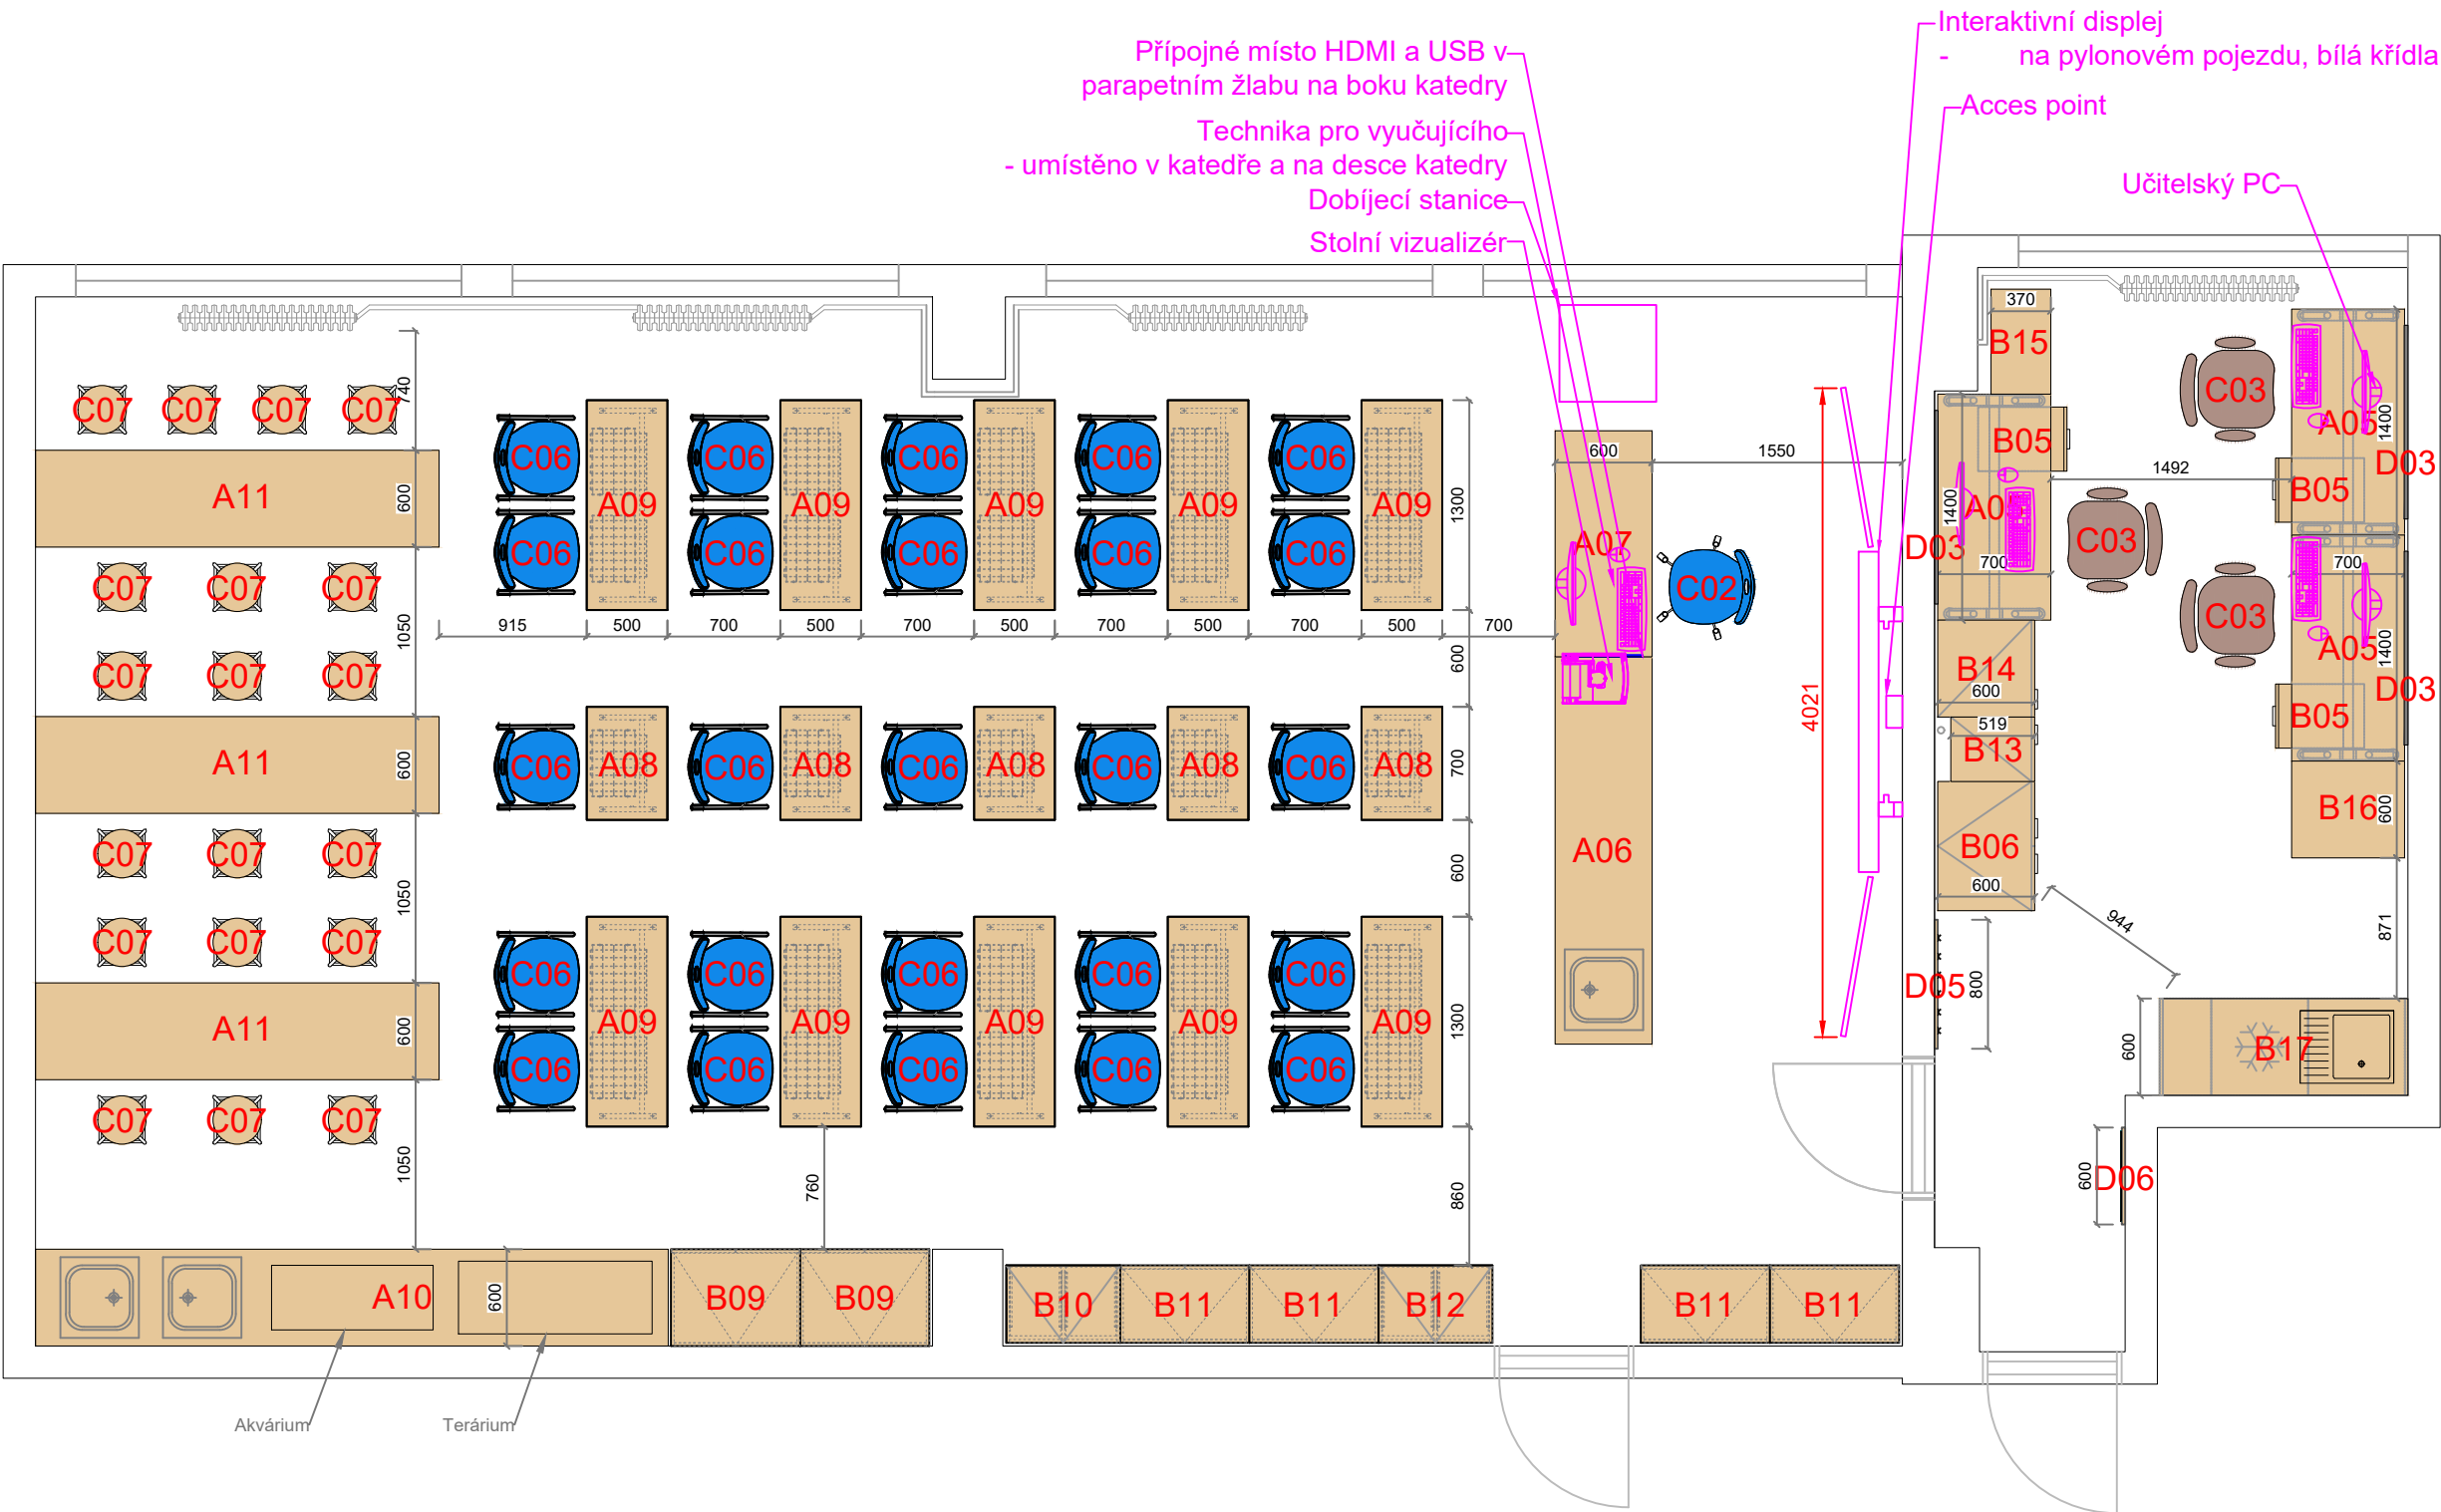 Interaktivní displej
- na pylonovém pojezdu, bílá křídla
Přípojné místo HDMI a USB v
parapetním žlabu na boku katedry
Acces point
Technika pro vyučujícího
- umístěno v katedře a na desce katedry
Učitelský PC
Dobíjecí stanice
Stolní vizualizér
370
B15
740
C07 C07 C07 C07
C03
A05
1400
B05
D03
C06 C06 C06 C06 C06
600 1550
1492
B05
A11
600
A09 A09 A09 A09 A09
1300
1400
A05
C06 C06 C06 C06 C06
A07
D03
C03
700
700
C07 C07 C07
C02
C03
915 500 700 500 700 500 700 500 700 500 700
1050
600
A05
1400
C07 C07 C07
B14
600
D03
4021
519
B05
B13
A11
600
C06 A08 C06 A08 C06 A08 C06 A08 C06 A08
700
B16
600
C07 C07 C07
A06
600
B06
600
1050
944
871
C07 C07 C07
C06 C06 C06 C06 C06
D05
800
A11
600
A09 A09 A09 A09 A09
1300
600
B17
C06 C06 C06 C06 C06
C07 C07 C07
1050
760
860
600
D06
A10
600
B09 B09
B10 B11 B11 B12
B11 B11
Akvárium
Terárium